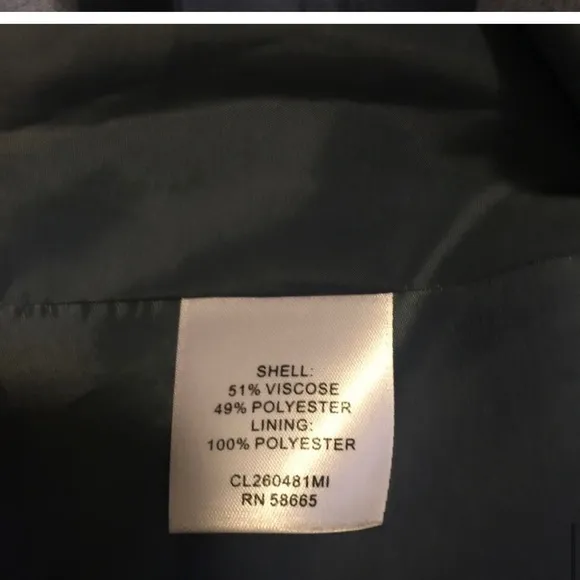 SHELL:
51% VISCOSE
49% POLYESTER
LINING:
100% POLYESTER
CL260481MI
RN 58665